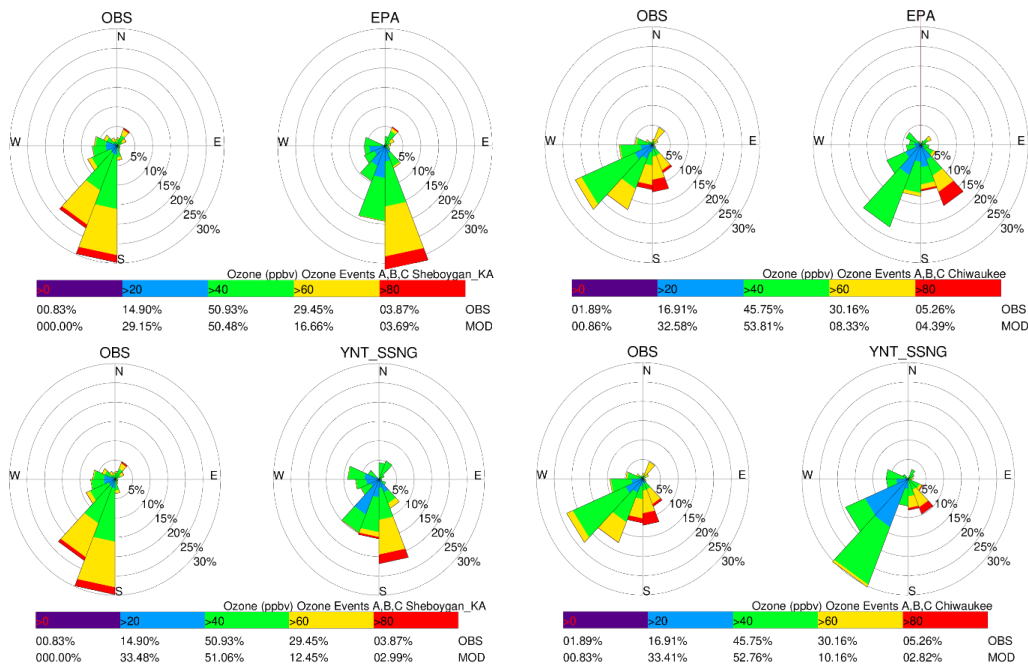 OBS EPA OBS EPA
N N N N
W E E W E E
5% 5% 5% 5%
10% 10% 10% 10%
15% 15% 15% 15%
20% 20% 20% 20%
25% 25% 25% 25%
30% 30% 30% 30%
S S S S
Ozone (ppbv) Ozone Events A,B,C Sheboygan_KA Ozone (ppbv) Ozone Events A,B,C Chiwaukee
>0 >20 >40 >60 >80 >0 >20 >40 >60 >80
00.83% 14.90% 50.93% 29.45% 03.87% OBS 01.89% 16.91% 45.75% 30.16% 05.26% OBS
000.00% 29.15% 50.48% 16.66% 03.69% MOD 00.86% 32.58% 53.81% 08.33% 04.39% MOD
OBS YNT_SSNG OBS YNT_SSNG
N N N N
W E E W E E
5% 5% 5% 5%
10% 10% 10% 10%
15% 15% 15% 15%
20% 20% 20% 20%
25% 25% 25% 25%
30% 30% 30% 30%
S S S S
Ozone (ppbv) Ozone Events A,B,C Sheboygan_KA Ozone (ppbv) Ozone Events A,B,C Chiwaukee
>0 >20 >40 >60 >80 >0 >20 >40 >60 >80
00.83% 14.90% 50.93% 29.45% 03.87% OBS 01.89% 16.91% 45.75% 30.16% 05.26% OBS
000.00% 33.48% 51.06% 12.45% 02.99% MOD 00.83% 33.41% 52.76% 10.16% 02.82% MOD